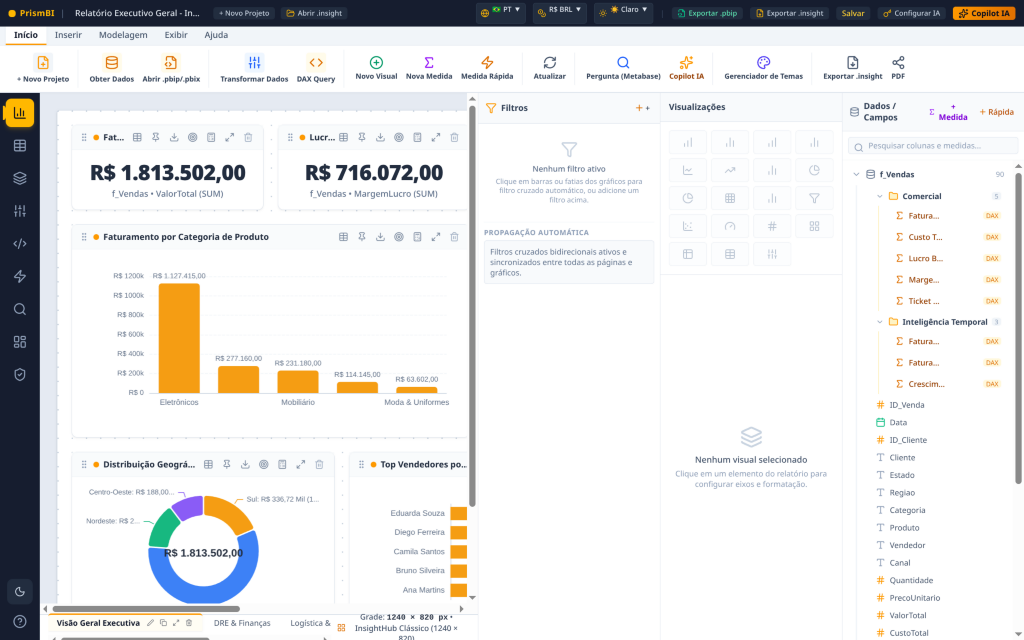 PrismBI
Relatório Executivo Geral - In...
+ Novo Projeto
Abrir .insight
PT ▼
R$ BRL ▼
Claro ▼
Exportar .pbip
Exportar .insight
Salvar
Configurar IA
Copilot IA
Início
Inserir
Modelagem
Exibir
Ajuda
+ Novo Projeto
Obter Dados
Abrir .pbip/.pbix
Transformar Dados
DAX Query
Novo Visual
Nova Medida
Medida Rápida
Atualizar
Pergunta (Metabase)
Copilot IA
Gerenciador de Temas
Exportar .insight
PDF
Fat...
R$ 1.813.502,00
f_Vendas • ValorTotal (SUM)
Lucr...
R$ 716.072,00
f_Vendas • MargemLucro (SUM)
Faturamento por Categoria de Produto
R$ 1200k
R$ 1000k
R$ 800k
R$ 600k
R$ 400k
R$ 200k
R$ 0
R$ 1.127.415,00
R$ 277.160,00
R$ 231.180,00
R$ 114.145,00
R$ 63.602,00
Eletrônicos
Mobiliário
Moda & Uniformes
Distribuição Geográ...
Centro-Oeste: R$ 188,00...
Sul: R$ 336,72 Mil (1...
Nordeste: R$ 2...
R$ 1.813.502,00
Top Vendedores po...
Eduarda Souza
Diego Ferreira
Camila Santos
Bruno Silveira
Ana Martins
Visão Geral Executiva
DRE & Finanças
Logística &
Grade: 1240 × 820 px •
InsightHub Clássico (1240 ×
820)
Filtros
+ +
Nenhum filtro ativo
Clique em barras ou fatias dos gráficos para
filtro cruzado automático, ou adicione um
filtro acima.
PROPAGAÇÃO AUTOMÁTICA
Filtros cruzados bidirecionais ativos e
sincronizados entre todas as páginas e
gráficos.
Visualizações
Nenhum visual selecionado
Clique em um elemento do relatório para
configurar eixos e formatação.
Dados /
Campos
Σ +
Medida
+ Rápida
Pesquisar colunas e medidas...
f_Vendas 90
Comercial 5
Σ Fatura... DAX
Σ Custo T... DAX
Σ Lucro B... DAX
Σ Marge... DAX
Σ Ticket ... DAX
Inteligência Temporal 3
Σ Fatura... DAX
Σ Fatura... DAX
Σ Crescim... DAX
# ID_Venda
Data
# ID_Cliente
T Cliente
T Estado
T Regiao
T Categoria
T Produto
T Vendedor
T Canal
# Quantidade
# PrecoUnitario
# ValorTotal
# CustoTotal